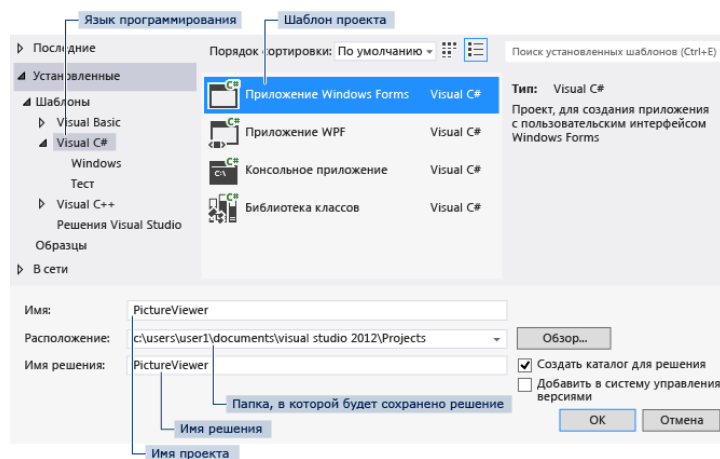 Язык программирования
Шаблон проекта
Последние
Порядок сортировки: По умолчанию
Поиск установленных шаблонов (Ctrl+E)
Установленные
Шаблоны
Visual Basic
Visual C#
Windows
Тест
Visual C++
Решения Visual Studio
Образцы
В сети
C# Приложение Windows Forms Visual C#
C# Приложение WPF Visual C#
C# C:\ Консольное приложение Visual C#
C# Библиотека классов Visual C#
Тип: Visual C#
Проект, для создания приложения
с пользовательским интерфейсом
Windows Forms
Имя: PictureViewer
Расположение: c:\users\user1\documents\visual studio 2012\Projects
Обзор...
Имя решения: PictureViewer
Создать каталог для решения
Добавить в систему управления
версиями
Папка, в которой будет сохранено решение
OK Отмена
Имя решения
Имя проекта